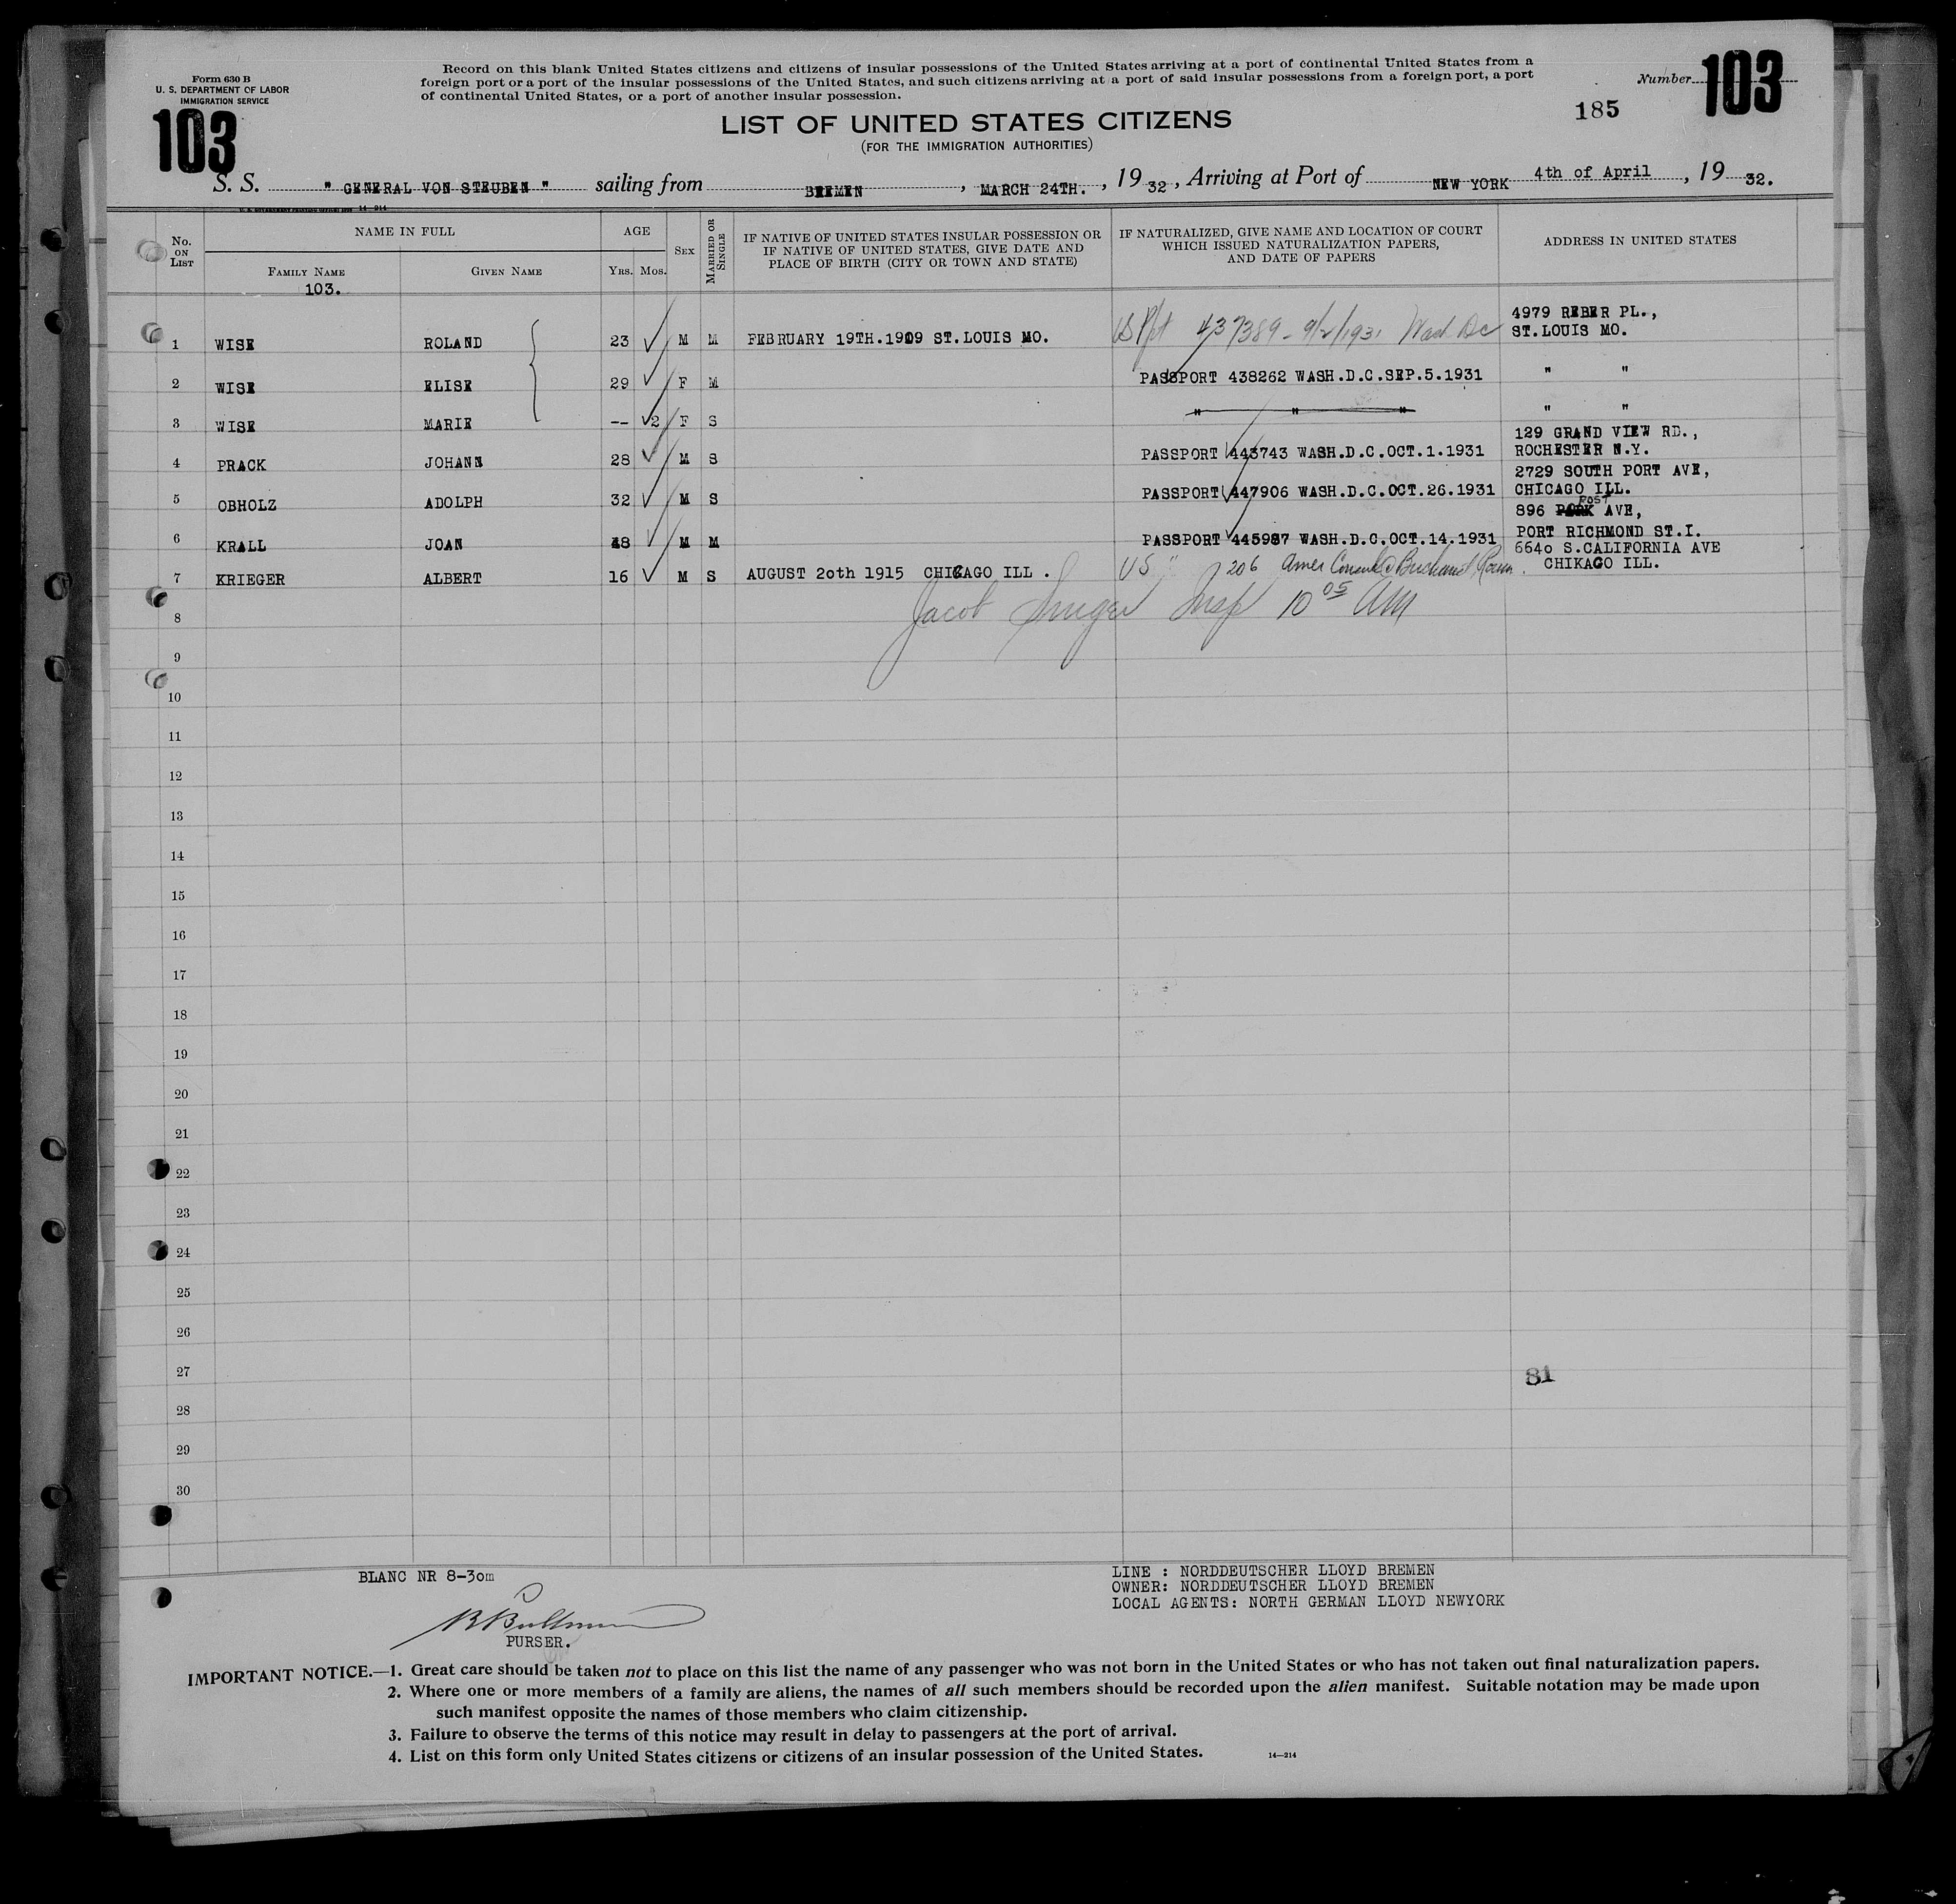 Form 630 B
U. S. DEPARTMENT OF LABOR
IMMIGRATION SERVICE
103
Record on this blank United States citizens and citizens of insular possessions of the United States arriving at a port of continental United States from a
foreign port or a port of the insular possessions of the United States, and such citizens arriving at a port of said insular possessions from a foreign port, a port
of continental United States, or a port of another insular possession.
Number 103
185
LIST OF UNITED STATES CITIZENS
(FOR THE IMMIGRATION AUTHORITIES)
S. S. " GENERAL VON STEUBEN " sailing from BREMEN , MARCH 24TH. , 19 32 , Arriving at Port of NEW YORK 4th of April , 19 32.
No. ON LIST
NAME IN FULL
FAMILY NAME
GIVEN NAME
AGE
YRS. MOS.
SEX
MARRIED OR SINGLE
IF NATIVE OF UNITED STATES INSULAR POSSESSION OR
IF NATIVE OF UNITED STATES, GIVE DATE AND
PLACE OF BIRTH (CITY OR TOWN AND STATE)
IF NATURALIZED, GIVE NAME AND LOCATION OF COURT
WHICH ISSUED NATURALIZATION PAPERS,
AND DATE OF PAPERS
ADDRESS IN UNITED STATES
103.
1 WISE ROLAND 23 M M FEBRUARY 19TH.1909 ST.LOUIS MO. US Ppt 437389 - 9/2/1931 Wash DC 4979 REBER PL.,
ST.LOUIS MO.
2 WISE ELISE 29 F M PASSPORT 438262 WASH.D.C.SEP.5.1931 " "
3 WISE MARIE -- 2 F S " " " " "
4 PRACK JOHANN 28 M S PASSPORT 443743 WASH.D.C.OCT.1.1931 129 GRAND VIEW RD.,
ROCHESTER N.Y.
5 OBHOLZ ADOLPH 32 M S PASSPORT 447906 WASH.D.C.OCT.26.1931 2729 SOUTH PORT AVE,
CHICAGO ILL.
6 KRALL JOAN 48 M M PASSPORT 445987 WASH.D.C.OCT.14.1931 896 POST AVE,
PORT RICHMOND ST.I.
7 KRIEGER ALBERT 16 M S AUGUST 20th 1915 CHICAGO ILL . US " 206 Amer Consul @ Bucharest, Roum. 6640 S.CALIFORNIA AVE
CHIKAGO ILL.
Jacob Insp 10 05 AM
8
9
10
11
12
13
14
15
16
17
18
19
20
21
22
23
24
25
26
27
81
28
29
30
BLANC NR 8-30m
PURSER.
LINE : NORDDEUTSCHER LLOYD BREMEN
OWNER: NORDDEUTSCHER LLOYD BREMEN
LOCAL AGENTS: NORTH GERMAN LLOYD NEWYORK
IMPORTANT NOTICE.—1. Great care should be taken not to place on this list the name of any passenger who was not born in the United States or who has not taken out final naturalization papers.
2. Where one or more members of a family are aliens, the names of all such members should be recorded upon the alien manifest. Suitable notation may be made upon
such manifest opposite the names of those members who claim citizenship.
3. Failure to observe the terms of this notice may result in delay to passengers at the port of arrival.
4. List on this form only United States citizens or citizens of an insular possession of the United States.
14—214